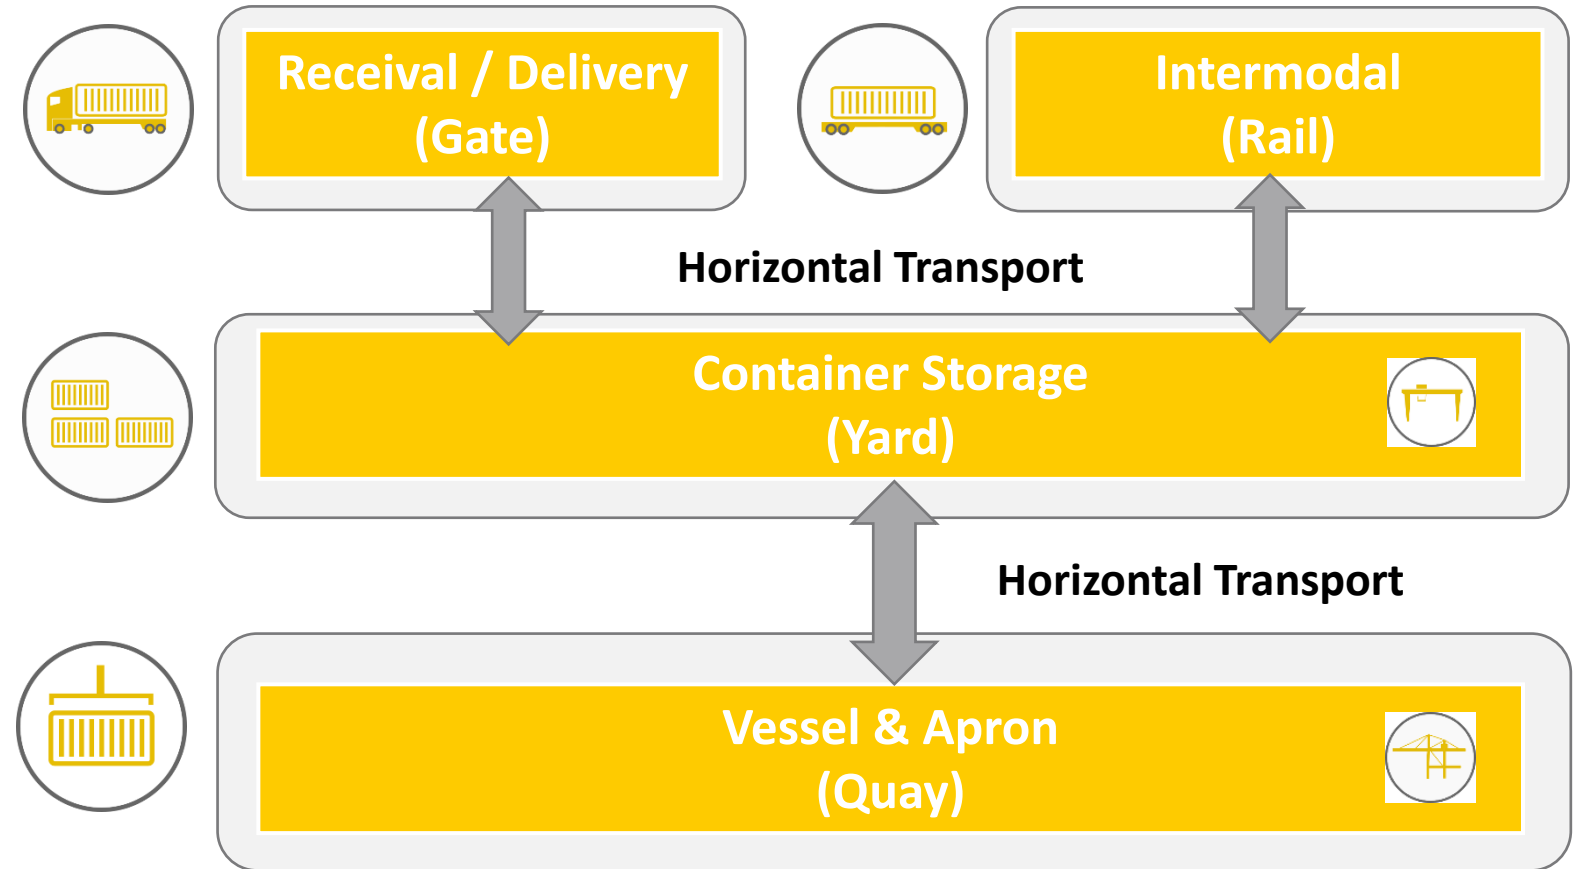 Receival / Delivery
(Gate)
Intermodal
(Rail)
Horizontal Transport
Container Storage
(Yard)
Horizontal Transport
Vessel & Apron
(Quay)